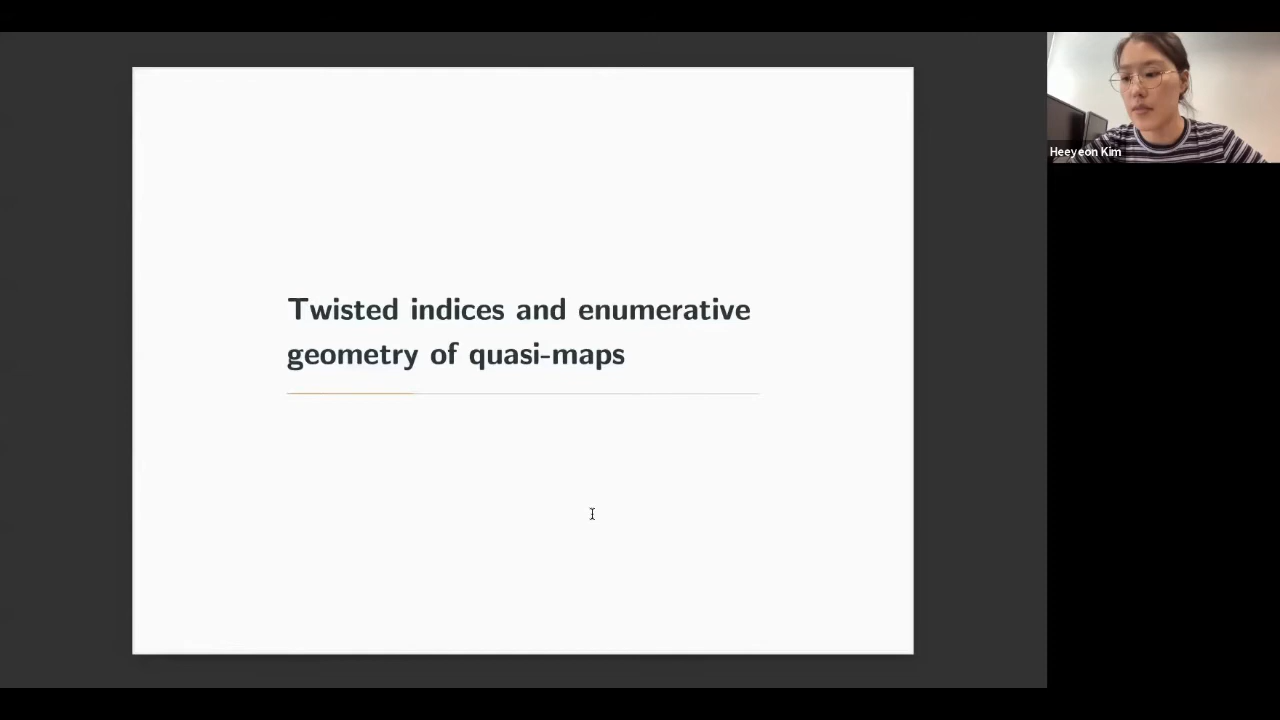 Twisted indices and enumerative
geometry of quasi-maps
Heeyeon Kim